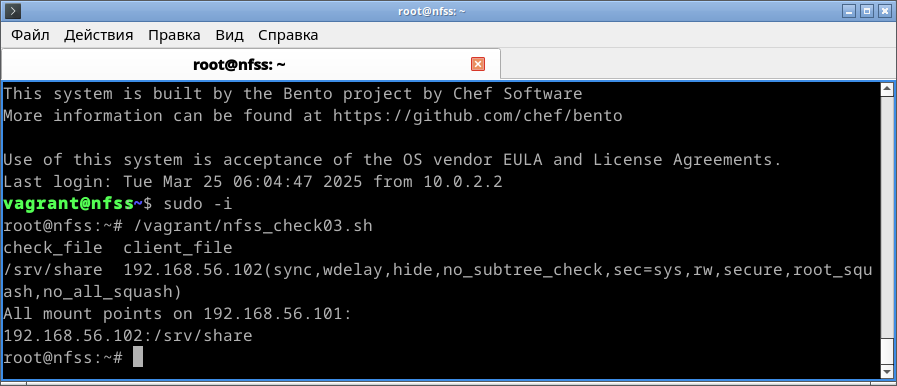 root@nfss: ~
Файл Действия Правка Вид Справка
root@nfss: ~
This system is built by the Bento project by Chef Software
More information can be found at https://github.com/chef/bento
Use of this system is acceptance of the OS vendor EULA and License Agreements.
Last login: Tue Mar 25 06:04:47 2025 from 10.0.2.2
vagrant@nfss~$ sudo -i
root@nfss:~# /vagrant/nfss_check03.sh
check_file  client_file
/srv/share  192.168.56.102(sync,wdelay,hide,no_subtree_check,sec=sys,rw,secure,root_squ
ash,no_all_squash)
All mount points on 192.168.56.101:
192.168.56.102:/srv/share
root@nfss:~#